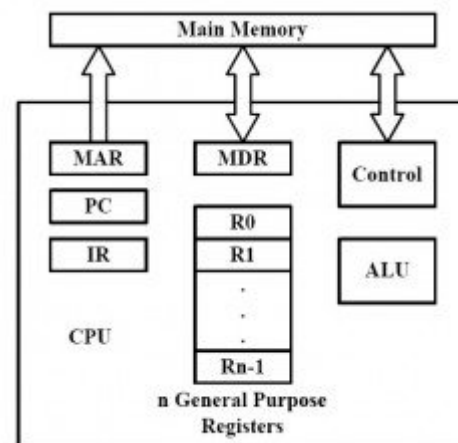 Main Memory
MAR
MDR
Control
PC
R0
IR
R1
ALU
.
.
.
CPU
Rn-1
n General Purpose
Registers